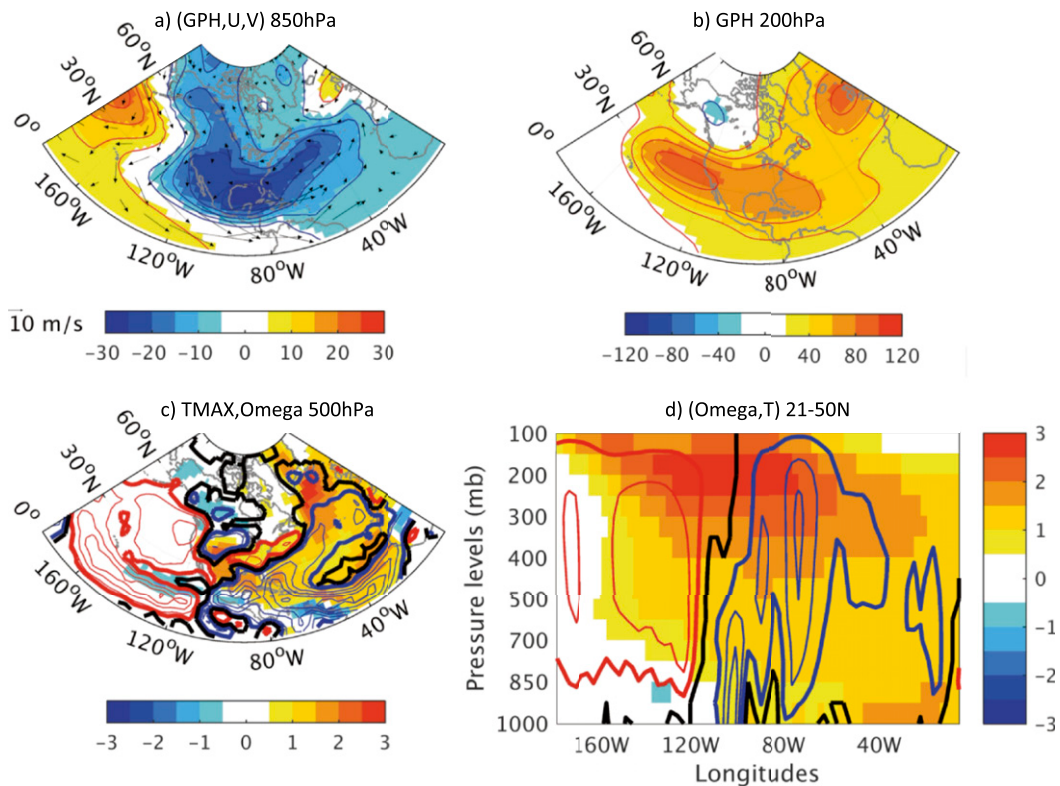 a) (GPH,U,V) 850hPa
60°N
30°N
0°
160°W
120°W
80°W
40°W
10 m/s
-30 -20 -10 0 10 20 30
b) GPH 200hPa
60°N
30°N
0°
160°W
120°W
80°W
40°W
-120 -80 -40 0 40 80 120
c) TMAX,Omega 500hPa
60°N
30°N
0°
160°W
120°W
80°W
40°W
-3 -2 -1 0 1 2 3
d) (Omega,T) 21-50N
Pressure levels (mb)
100
200
300
400
500
700
850
1000
160W 120W 80W 40W
Longitudes
3
2
1
0
-1
-2
-3